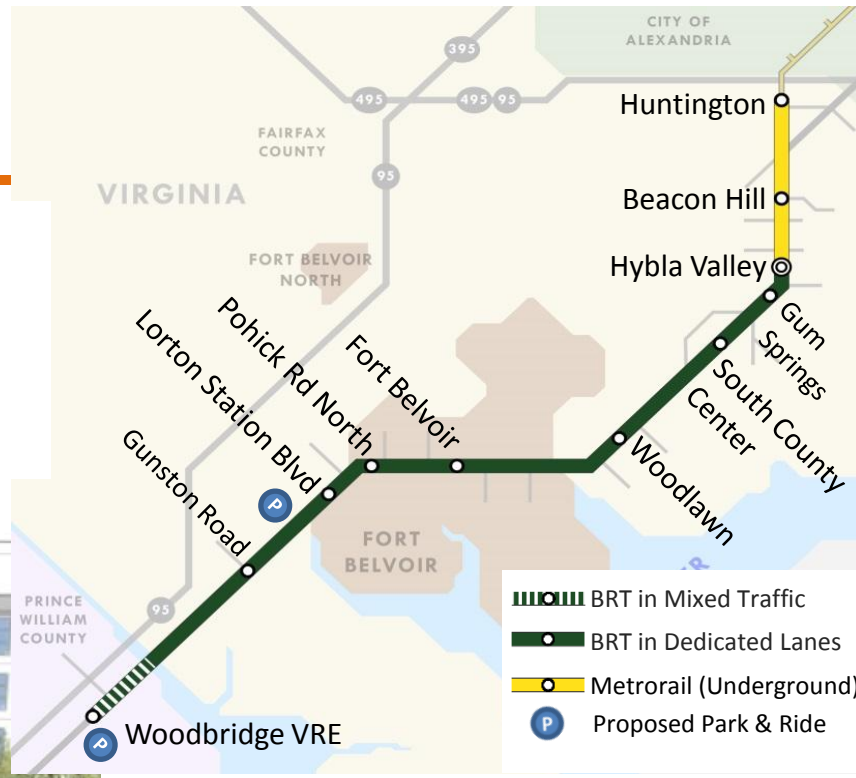 CITY OF
ALEXANDRIA
395
495
495 95
Huntington
FAIRFAX
COUNTY
95
VIRGINIA
Beacon Hill
FORT BELVOIR
NORTH
Hybla Valley
Gum
Springs
South County
Center
Woodlawn
Fort Belvoir
Pohick Rd North
Lorton Station Blvd
P
Gunston Road
FORT
BELVOIR
PRINCE
WILLIAM
COUNTY
95
P
Woodbridge VRE
BRT in Mixed Traffic
BRT in Dedicated Lanes
Metrorail (Underground)
P Proposed Park & Ride